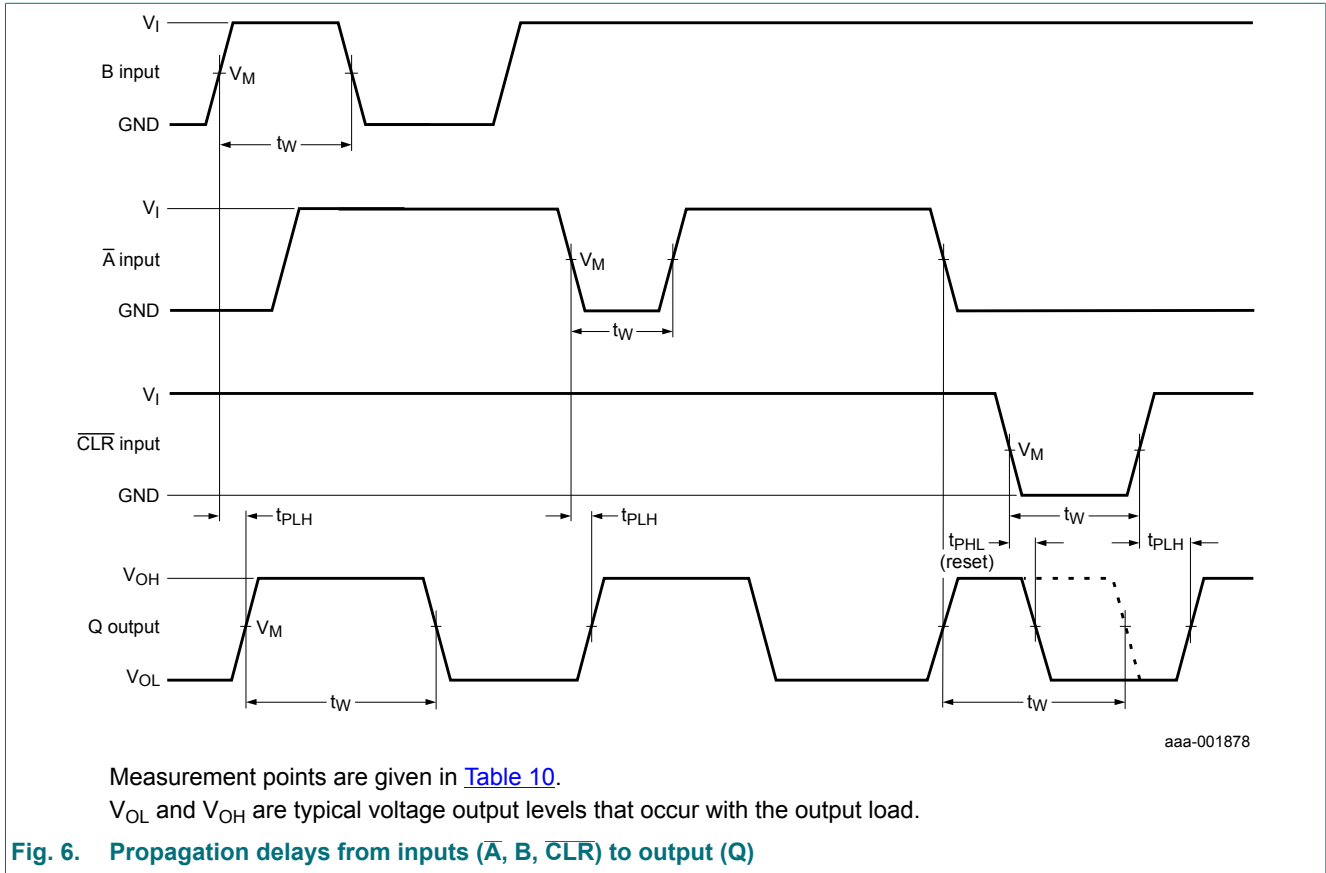 V_I
B input
V_M
GND
t_W
V_I
A̅ input
V_M
GND
t_W
V_I
C̅L̅R̅ input
V_M
GND
t_PLH
t_PLH
t_W
t_PHL
(reset)
t_PLH
V_OH
Q output
V_M
V_OL
t_W
t_W
aaa-001878
Measurement points are given in Table 10.
V_OL and V_OH are typical voltage output levels that occur with the output load.
Fig. 6. Propagation delays from inputs (A̅, B, C̅L̅R̅) to output (Q)